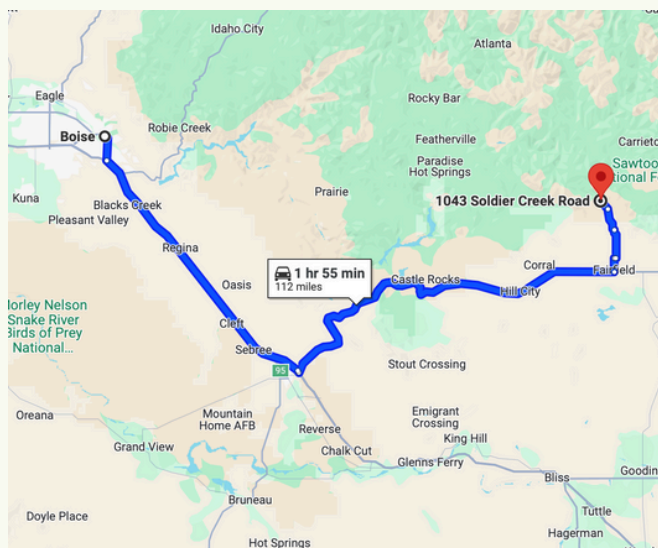 Idaho City
Atlanta
Eagle
Rocky Bar
Boise
Robie Creek
Featherville
Carrietow
Paradise
Hot Springs
Sawtoo
tional F
Kuna
Blacks Creek
Prairie
1043 Soldier Creek Road
Pleasant Valley
Regina
1 hr 55 min
112 miles
Oasis
Castle Rocks
Corral
Fairfield
Hill City
Morley Nelson
Snake River
Birds of Prey
National...
Cleft
Sebree
Stout Crossing
95
Oreana
Mountain
Home AFB
Reverse
Emigrant
Crossing
King Hill
Grand View
Chalk Cut
Glenns Ferry
Bliss
Goodin
Bruneau
Tuttle
Doyle Place
Hagerman
Hot Springs